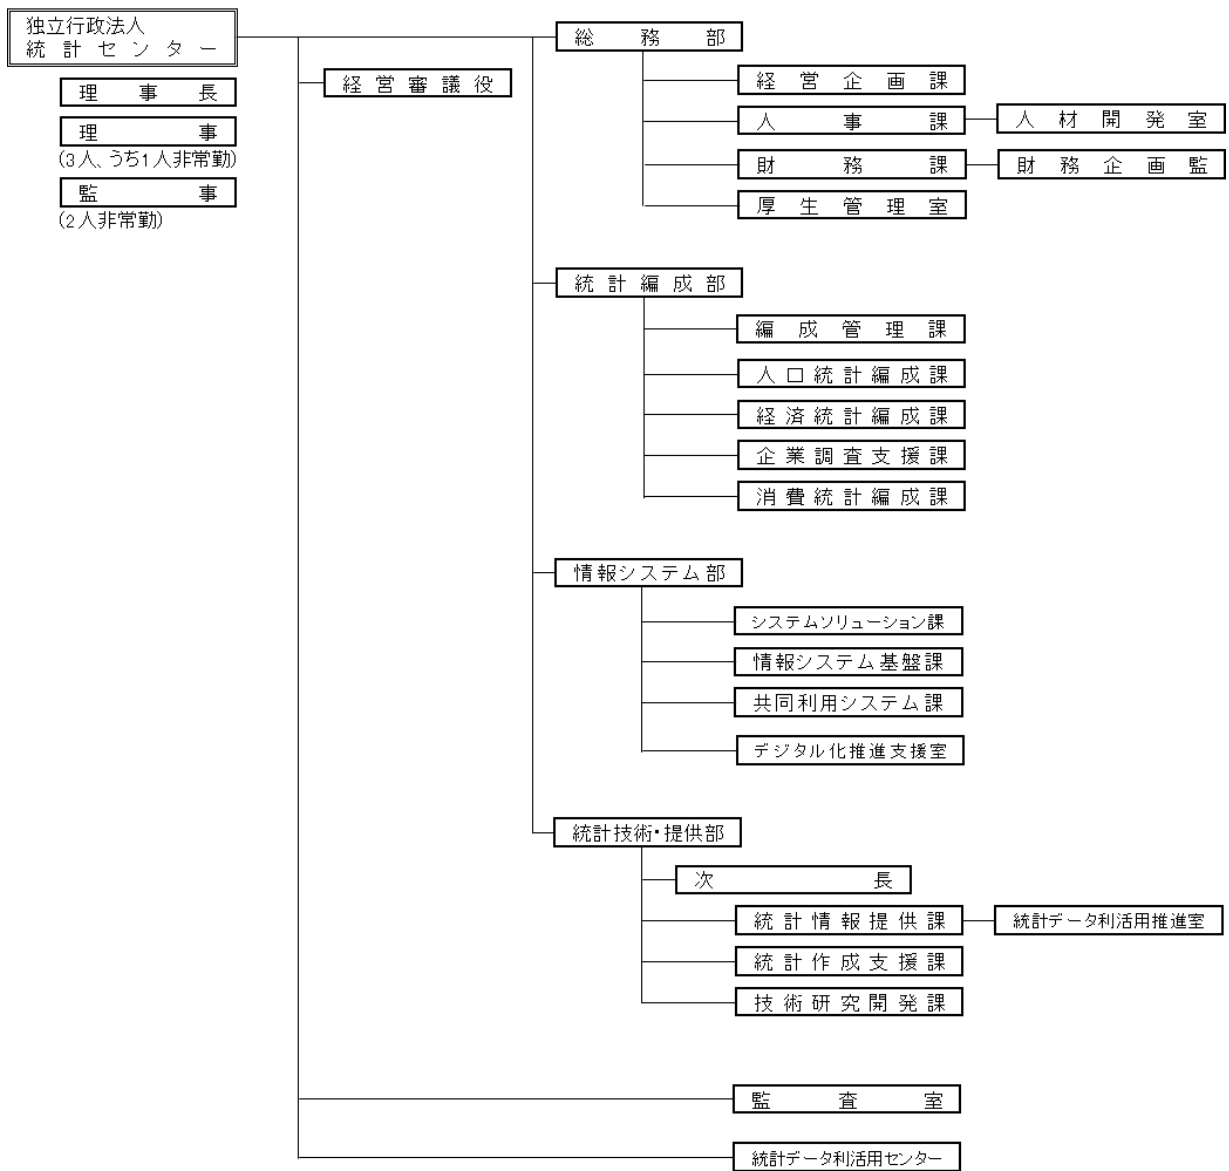 独立行政法人
統計センター
理事長
理事
(3人、うち1人非常勤)
監事
(2人非常勤)
経営審議役
総務部
経営企画課
人事課
人材開発室
財務課
財務企画監
厚生管理室
統計編成部
編成管理課
人口統計編成課
経済統計編成課
企業調査支援課
消費統計編成課
情報システム部
システムソリューション課
情報システム基盤課
共同利用システム課
デジタル化推進支援室
統計技術・提供部
次長
統計情報提供課
統計データ利活用推進室
統計作成支援課
技術研究開発課
監査室
統計データ利活用センター